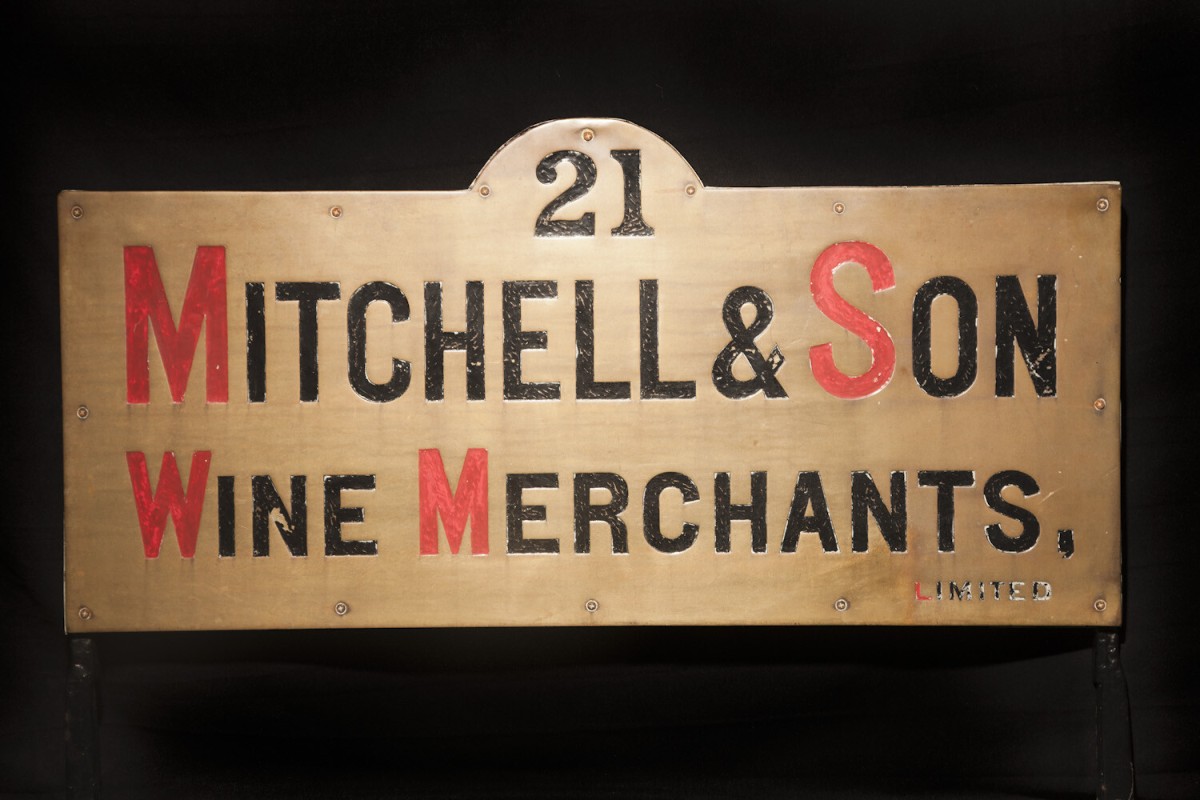 21
MITCHELL & SON
WINE MERCHANTS,
LIMITED